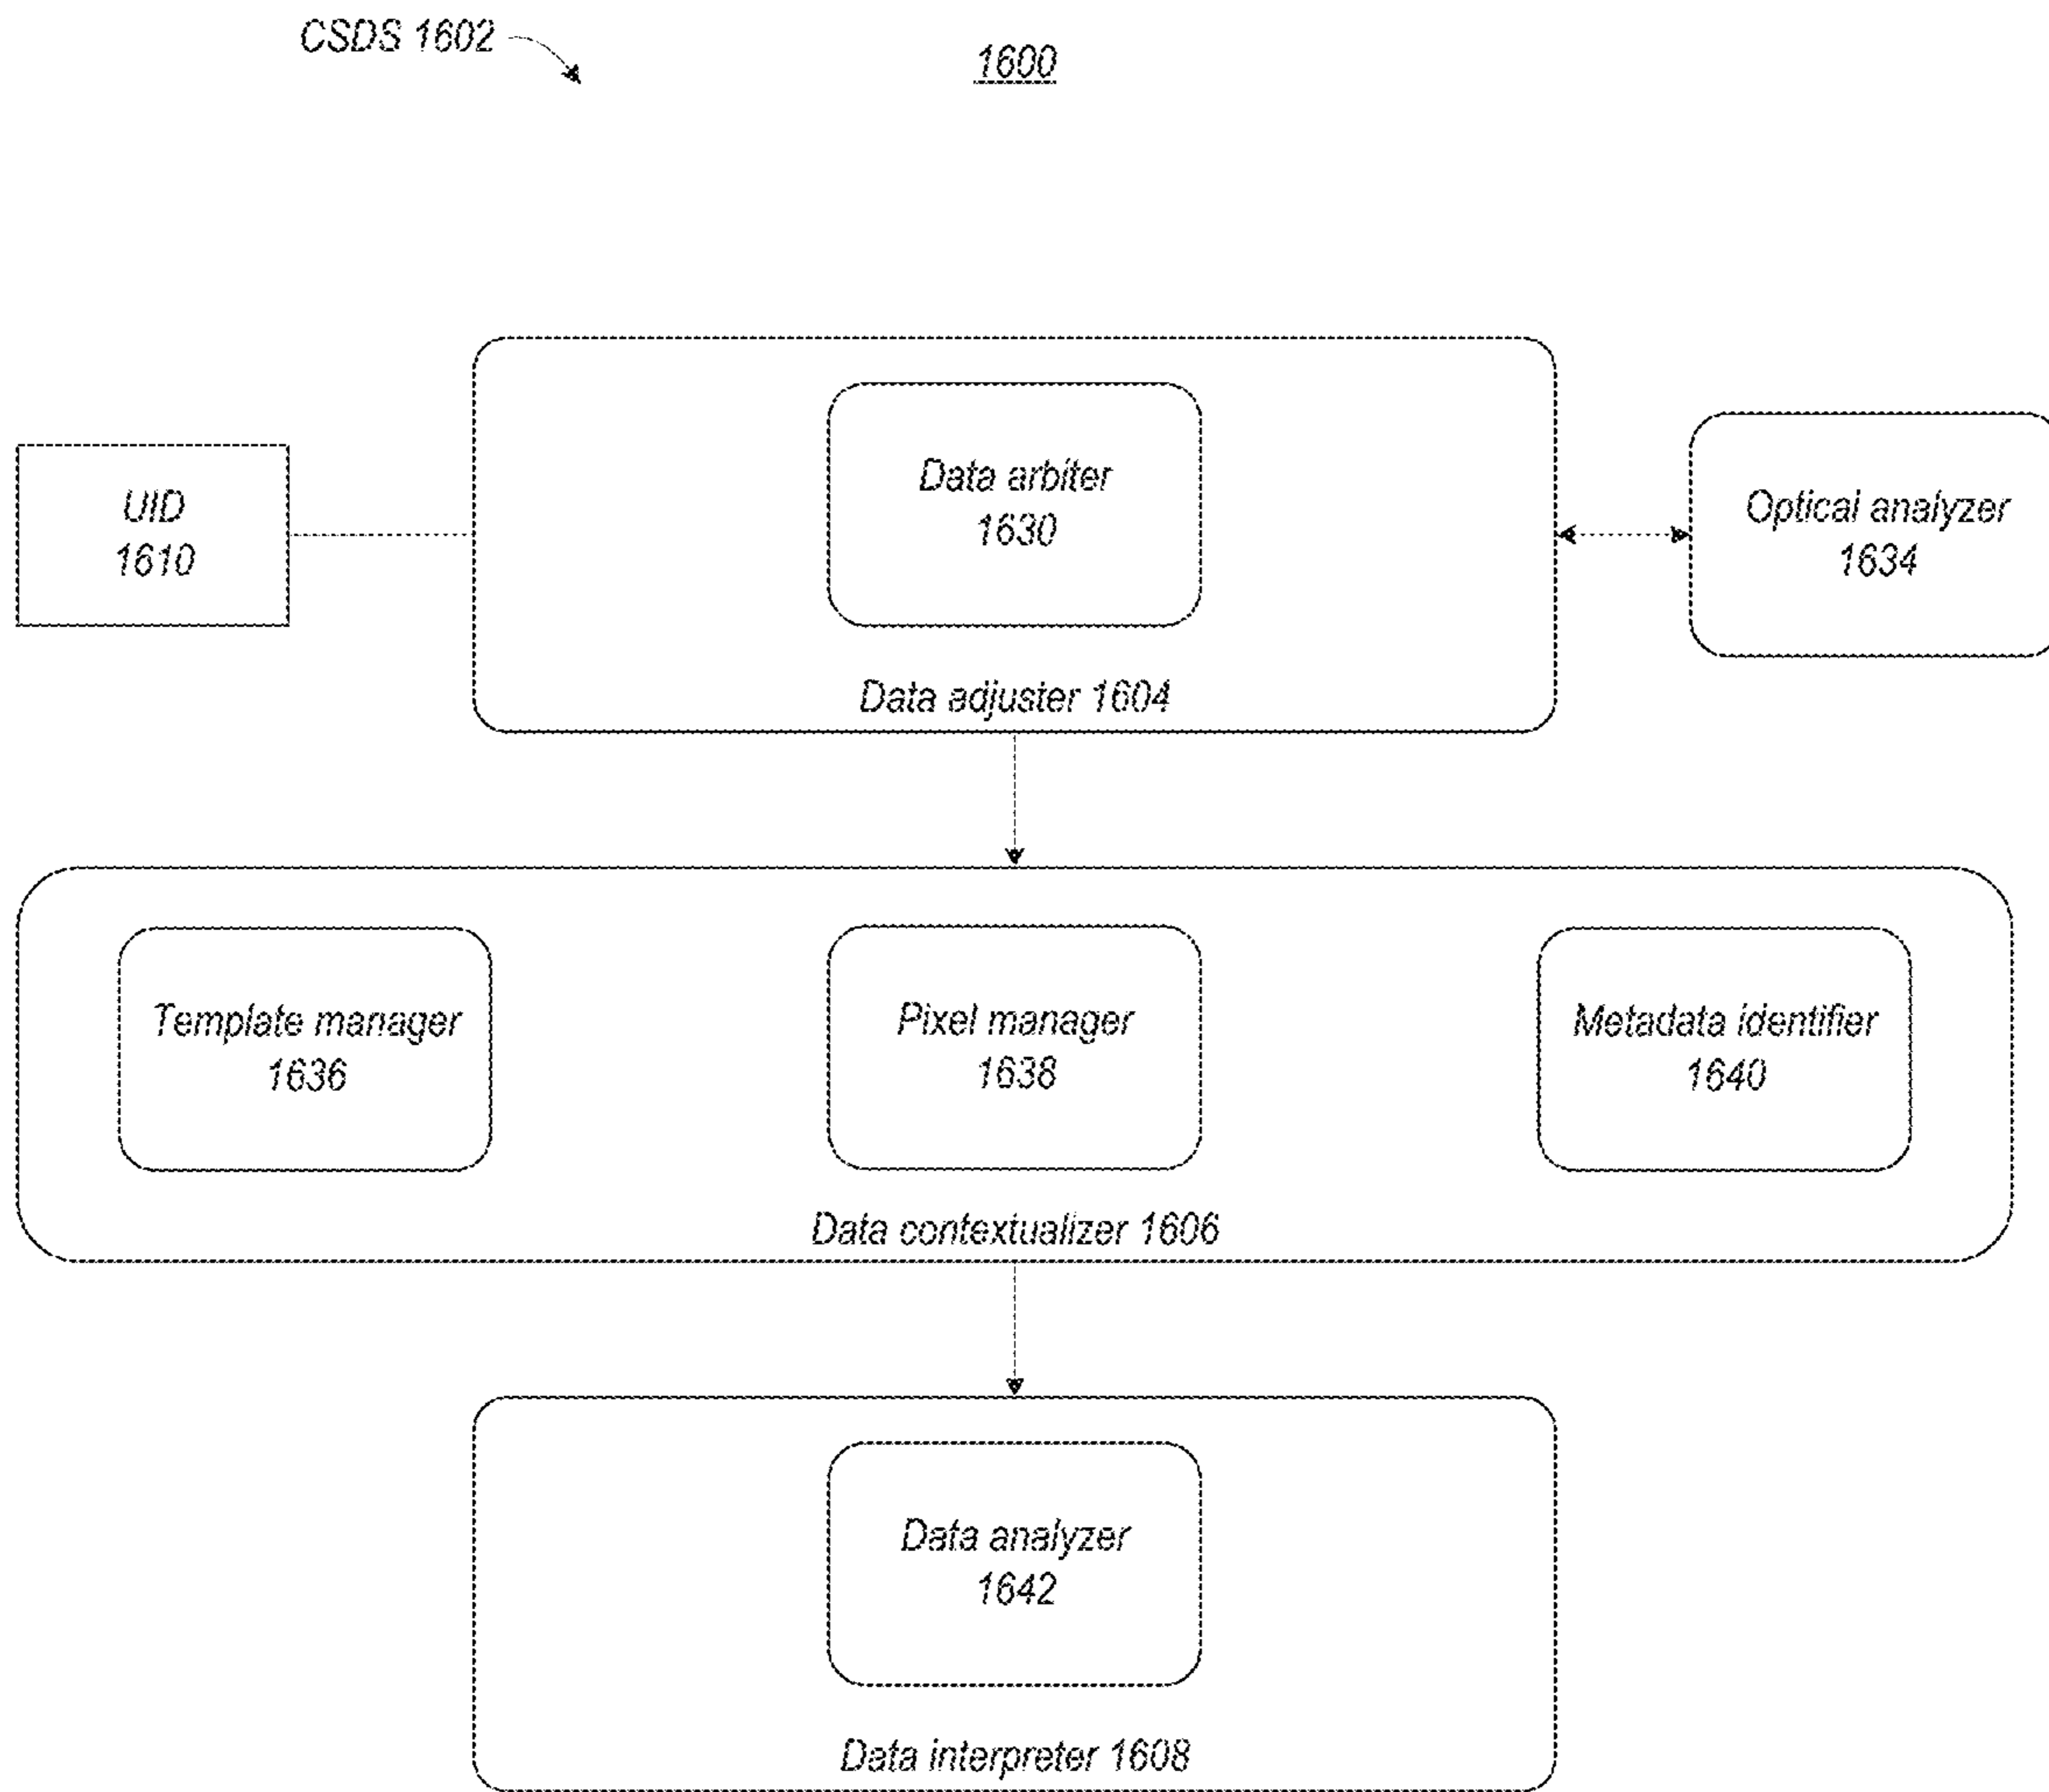 CSDS 1602
1600
Data arbiter
1630
UID
1610
Optical analyzer
1634
Data adjuster 1604
Template manager
1636
Pixel manager
1638
Metadata identifier
1640
Data contextualizer 1606
Data analyzer
1642
Data interpreter 1608